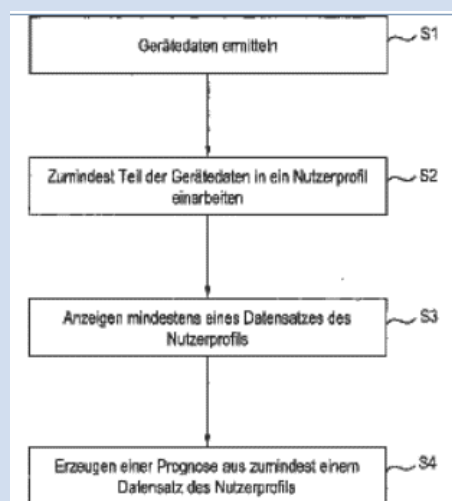 Gerätedaten ermitteln
S1
Zumindest Teil der Gerätedaten in ein Nutzerprofil
einarbeiten
S2
Anzeigen mindestens eines Datensatzes des
Nutzerprofils
S3
Erzeugen einer Prognose aus zumindest einem
Datensatz des Nutzerprofils
S4